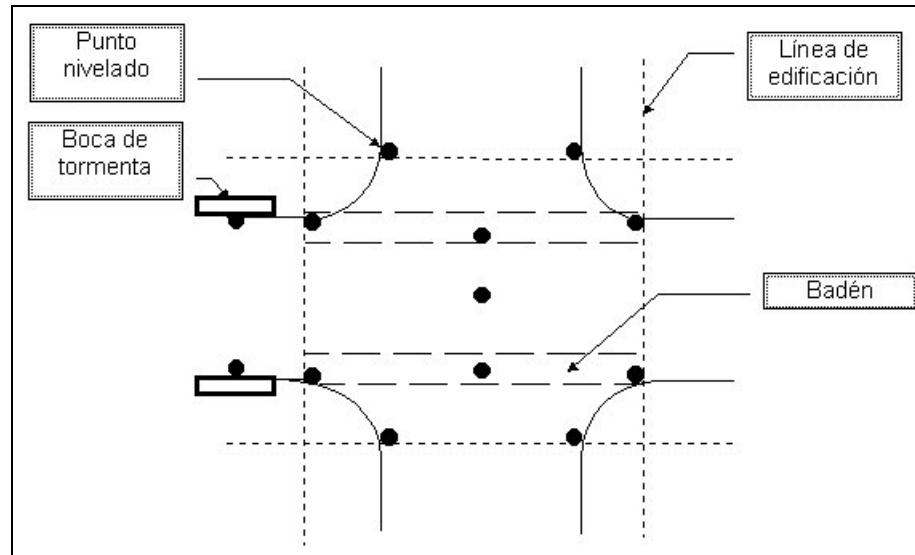 Punto
nivelado
Línea de
edificación
Boca de
tormenta
Badén